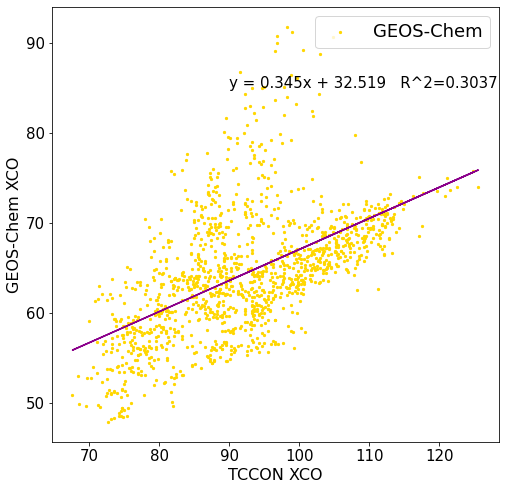 GEOS-Chem
y = 0.345x + 32.519 R^2=0.3037
90
80
70
60
50
GEOS-Chem XCO
70 80 90 100 110 120
TCCON XCO